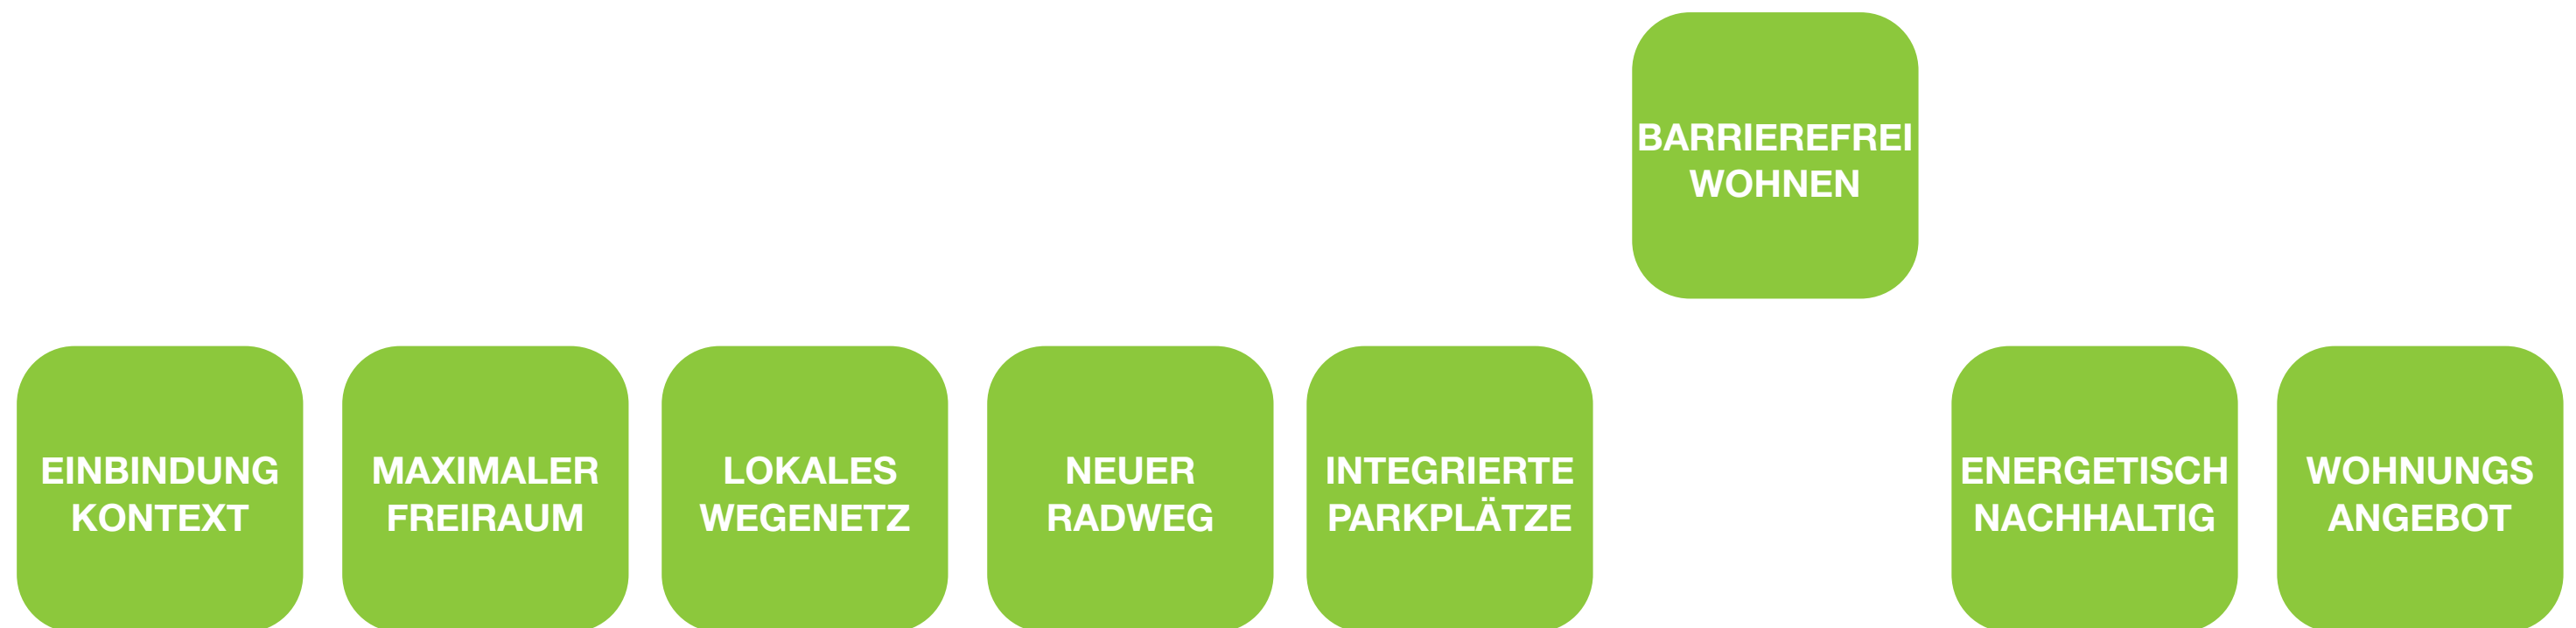 BARRIEREFREI
WOHNEN
EINBINDUNG
KONTEXT
MAXIMALER
FREIRAUM
LOKALES
WEGENETZ
NEUER
RADWEG
INTEGRIERTE
PARKPLÄTZE
ENERGETISCH
NACHHALTIG
WOHNUNGS
ANGEBOT